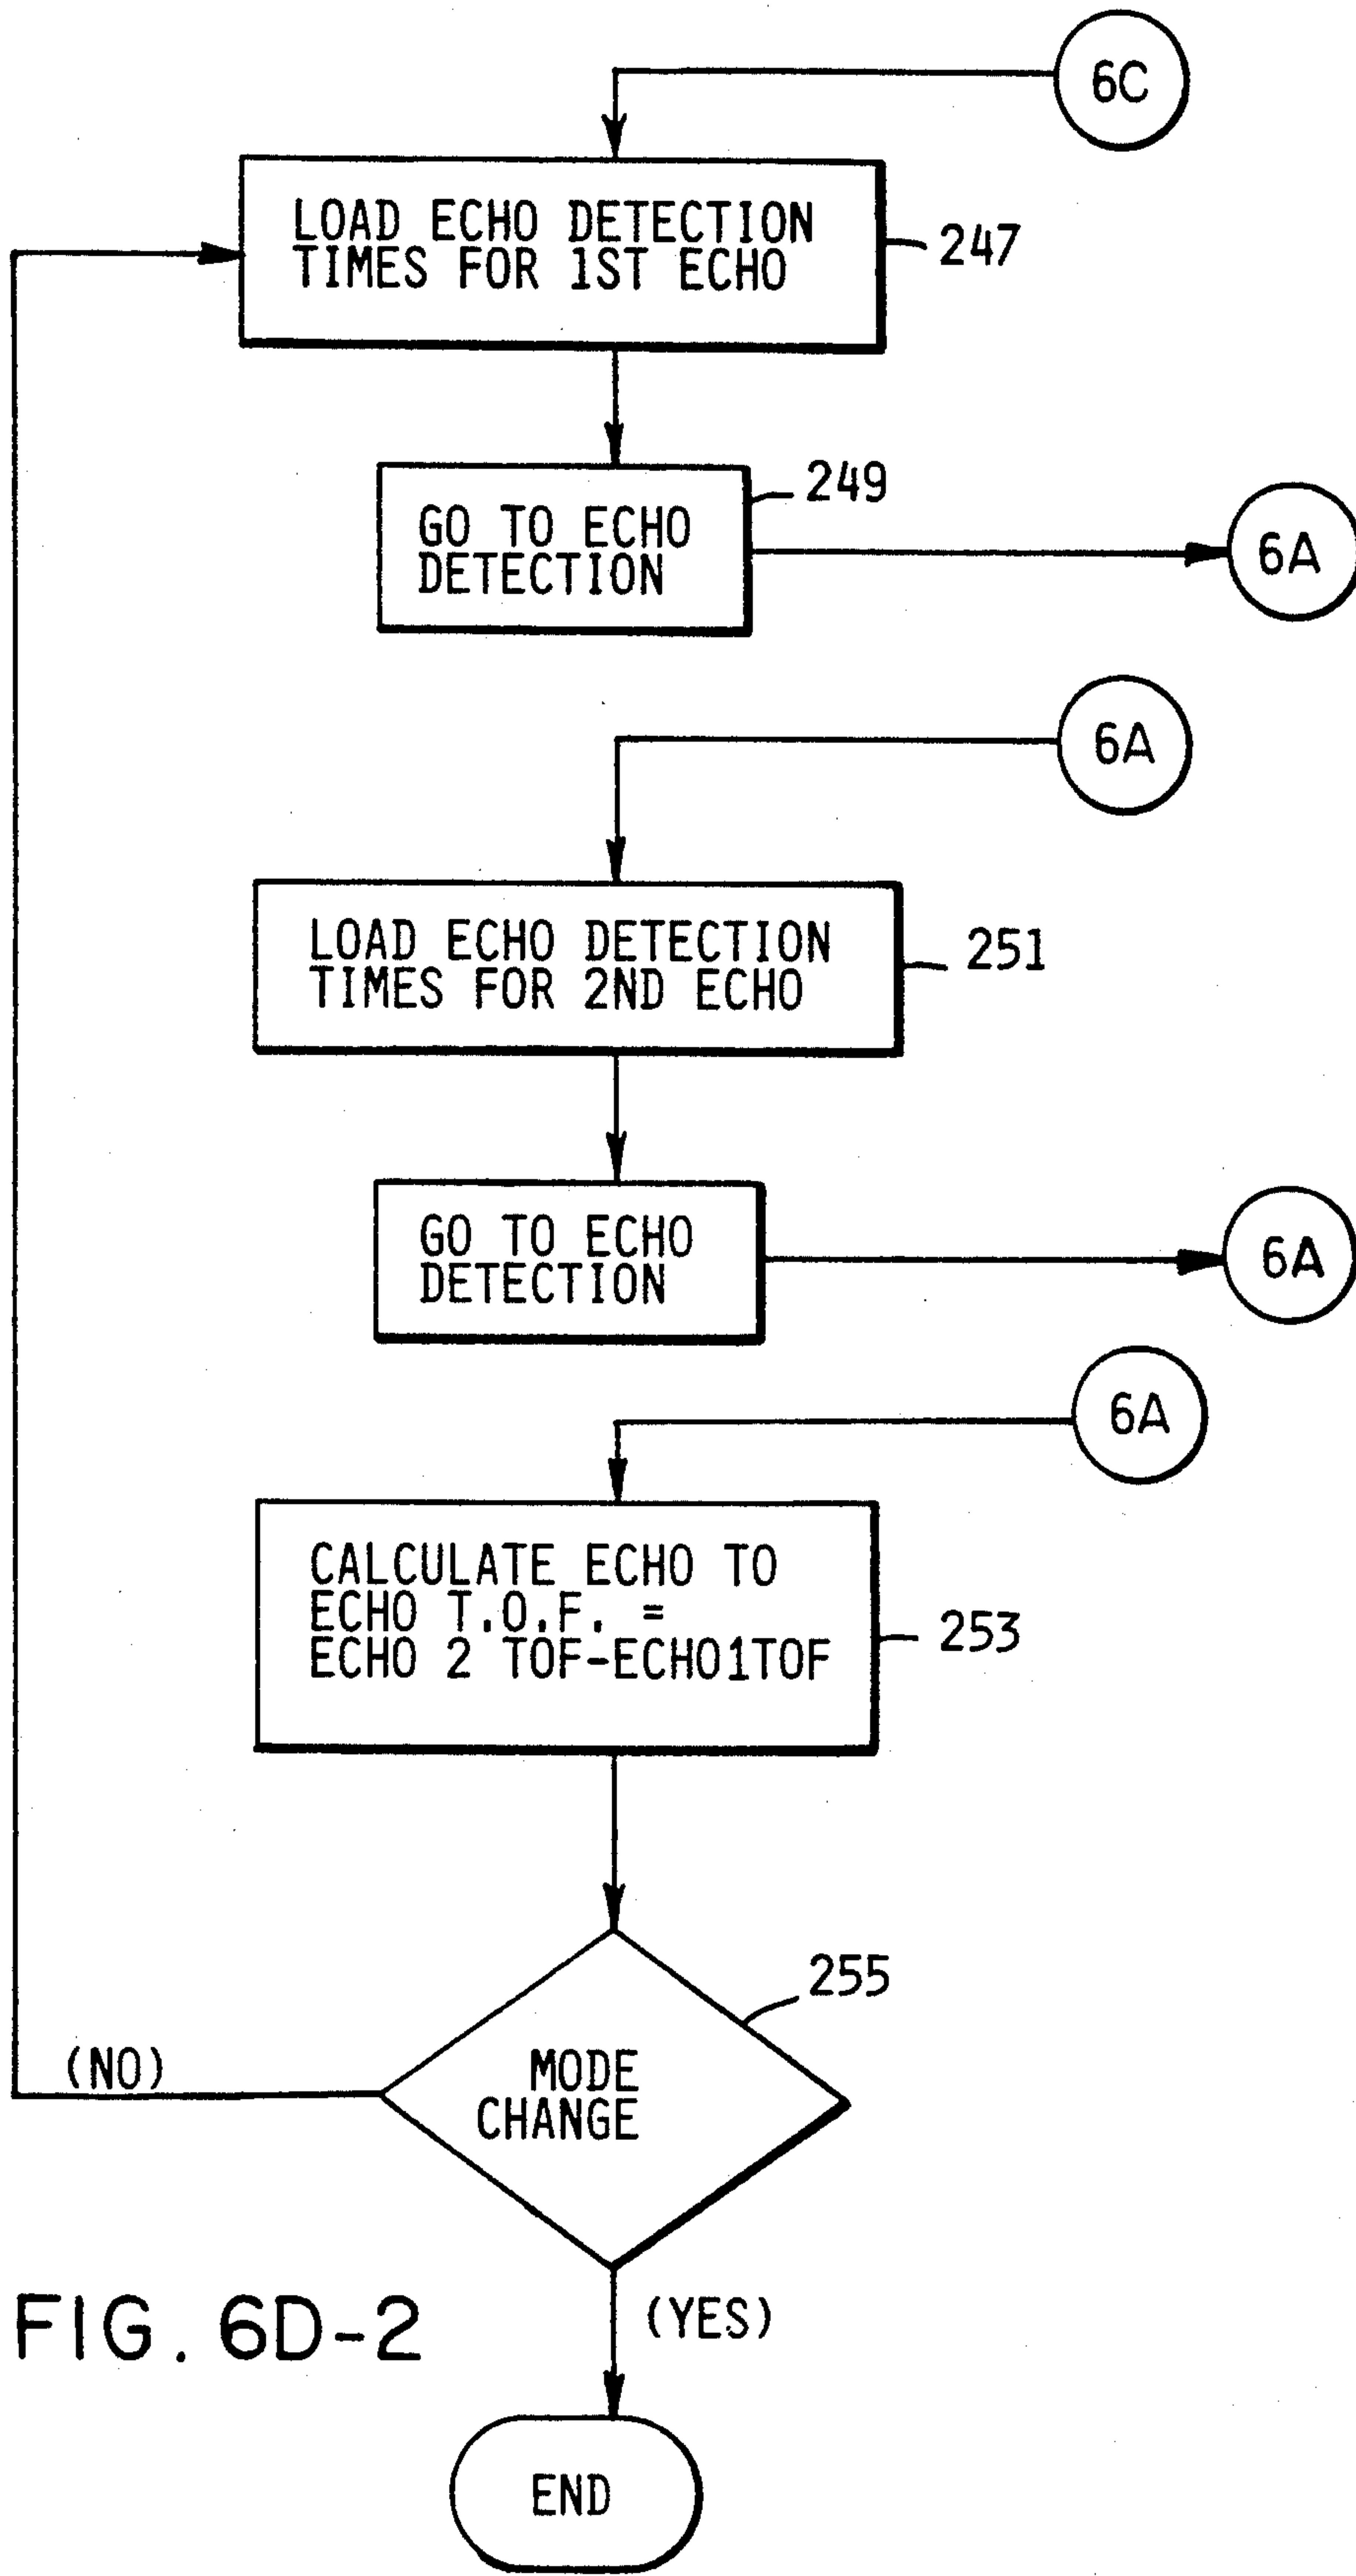 6C
LOAD ECHO DETECTION
TIMES FOR 1ST ECHO
247
249
GO TO ECHO
DETECTION
6A
6A
LOAD ECHO DETECTION
TIMES FOR 2ND ECHO
251
GO TO ECHO
DETECTION
6A
6A
CALCULATE ECHO TO
ECHO T.O.F. =
ECHO 2 TOF-ECHO1TOF
253
255
(NO)
MODE
CHANGE
FIG. 6D-2
(YES)
END